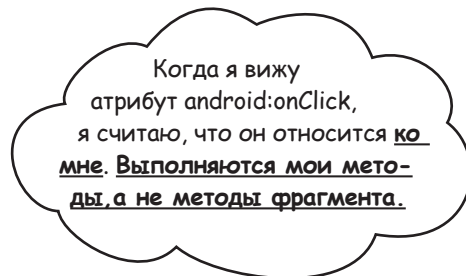 Когда я вижу
атрибут android:onClick,
я считаю, что он относится ко
мне. Выполняются мои мето-
ды,а не методы фрагмента.